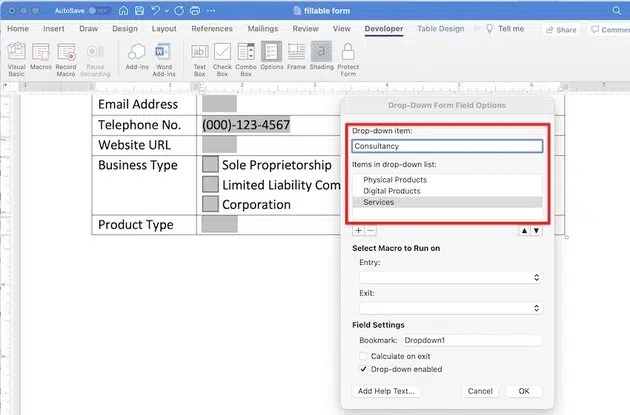 AutoSave OFF fillable form
Home Insert Draw Design Layout References Mailings Review View Developer Table Design Tell me Share Commen
Visual Basic Macros Record Macro Pause Recording Add-ins Word Add-ins Text Box Check Box Combo Box Options Frame Shading Protect Form
Email Address
Telephone No. (000)-123-4567
Website URL
Business Type Sole Proprietorship
Limited Liability Com
Corporation
Product Type
Drop-Down Form Field Options
Drop-down item:
Consultancy
Items in drop-down list:
Physical Products
Digital Products
Services
Select Macro to Run on
Entry:
Exit:
Field Settings
Bookmark: Dropdown1
Calculate on exit
Drop-down enabled
Add Help Text... Cancel OK